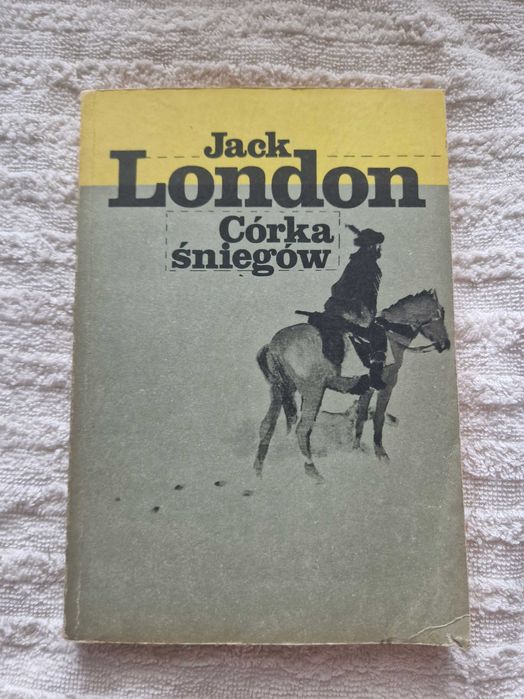 Jack
London
Córka
śniegów